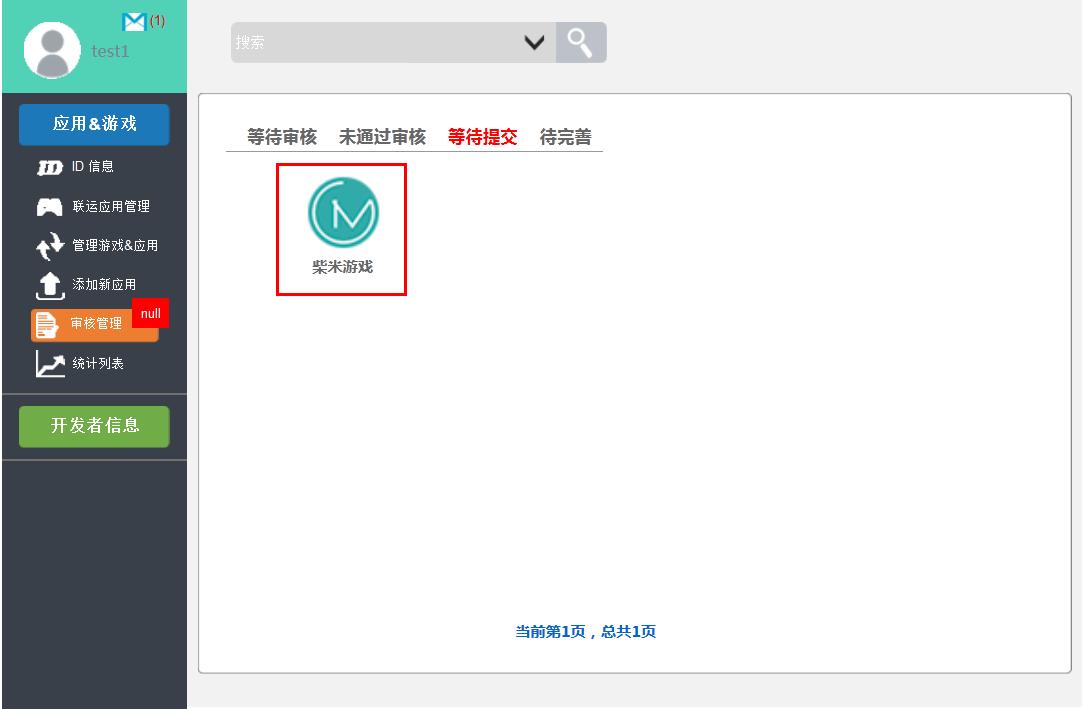 (1)
test1
搜索
应用&游戏
ID 信息
联运应用管理
管理游戏&应用
添加新应用
null
审核管理
统计列表
开发者信息
等待审核 未通过审核 等待提交 待完善
柴米游戏
当前第1页，总共1页